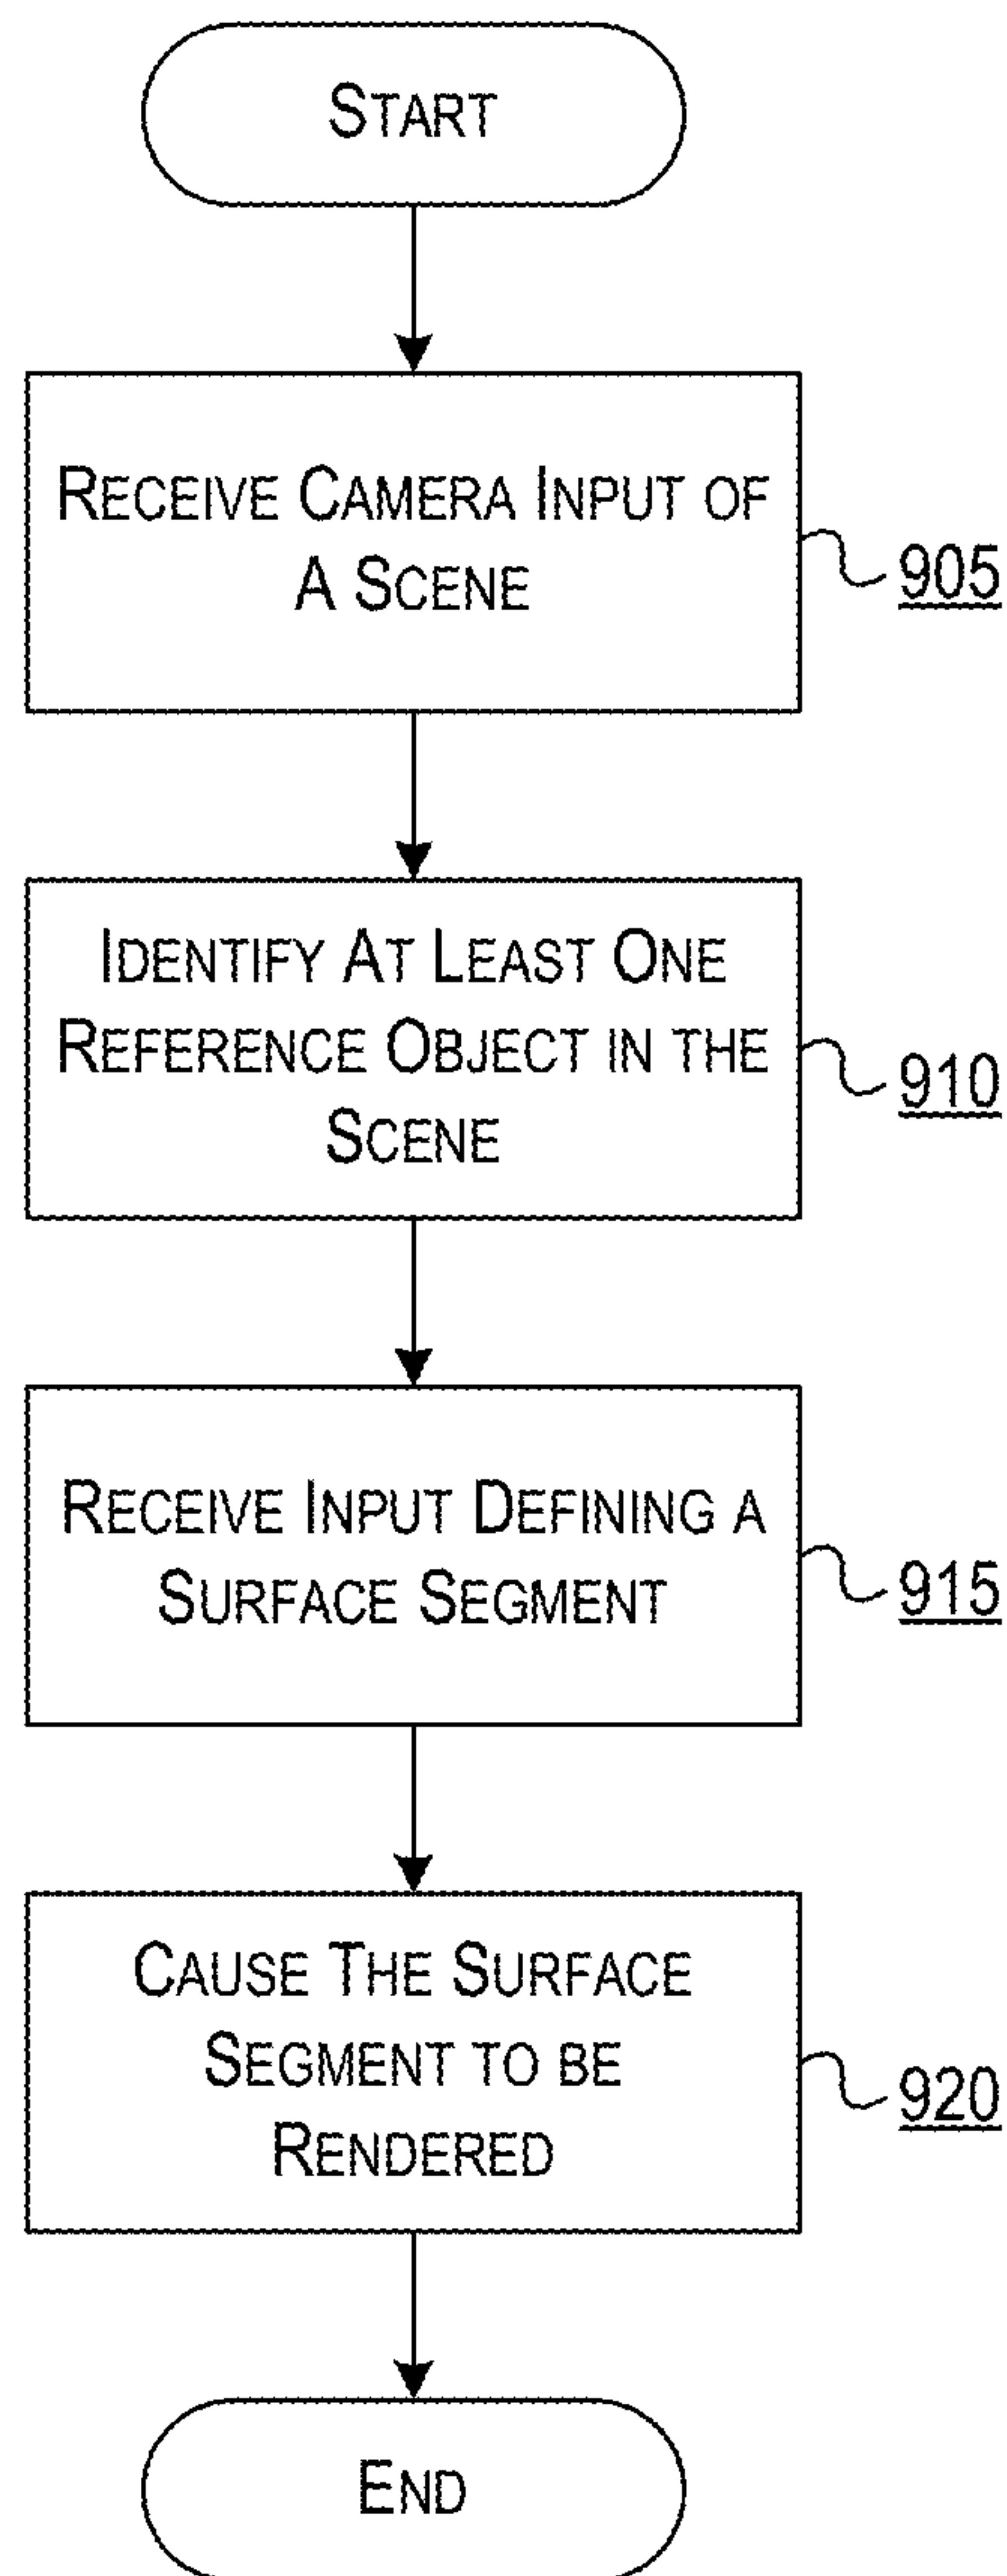 START
RECEIVE CAMERA INPUT OF
A SCENE
905
IDENTIFY AT LEAST ONE
REFERENCE OBJECT IN THE
SCENE
910
RECEIVE INPUT DEFINING A
SURFACE SEGMENT
915
CAUSE THE SURFACE
SEGMENT TO BE
RENDERED
920
END